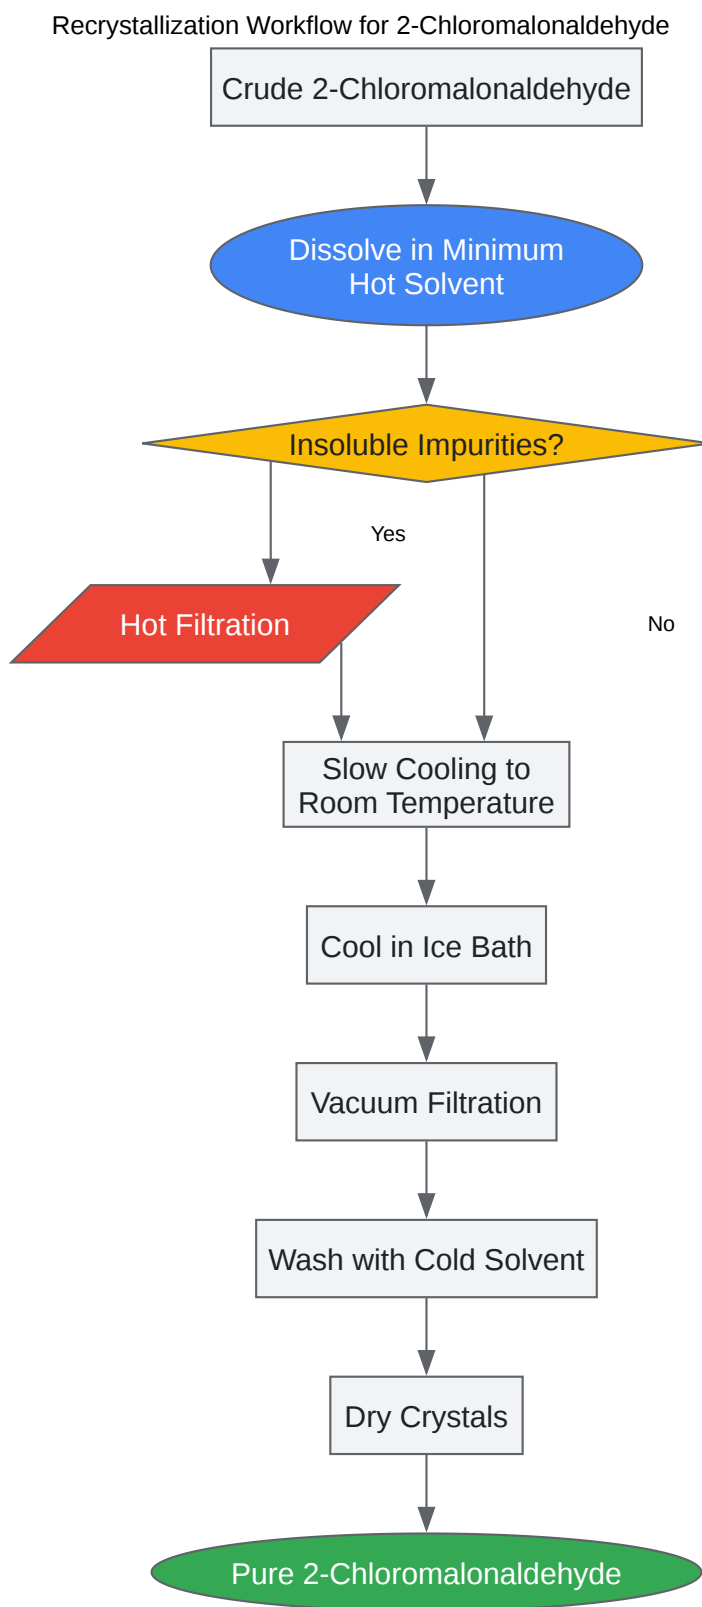 Recrystallization Workflow for 2-Chloromalonaldehyde
Crude 2-Chloromalonaldehyde
Dissolve in Minimum
Hot Solvent
Insoluble Impurities?
Yes
Hot Filtration
No
Slow Cooling to
Room Temperature
Cool in Ice Bath
Vacuum Filtration
Wash with Cold Solvent
Dry Crystals
Pure 2-Chloromalonaldehyde